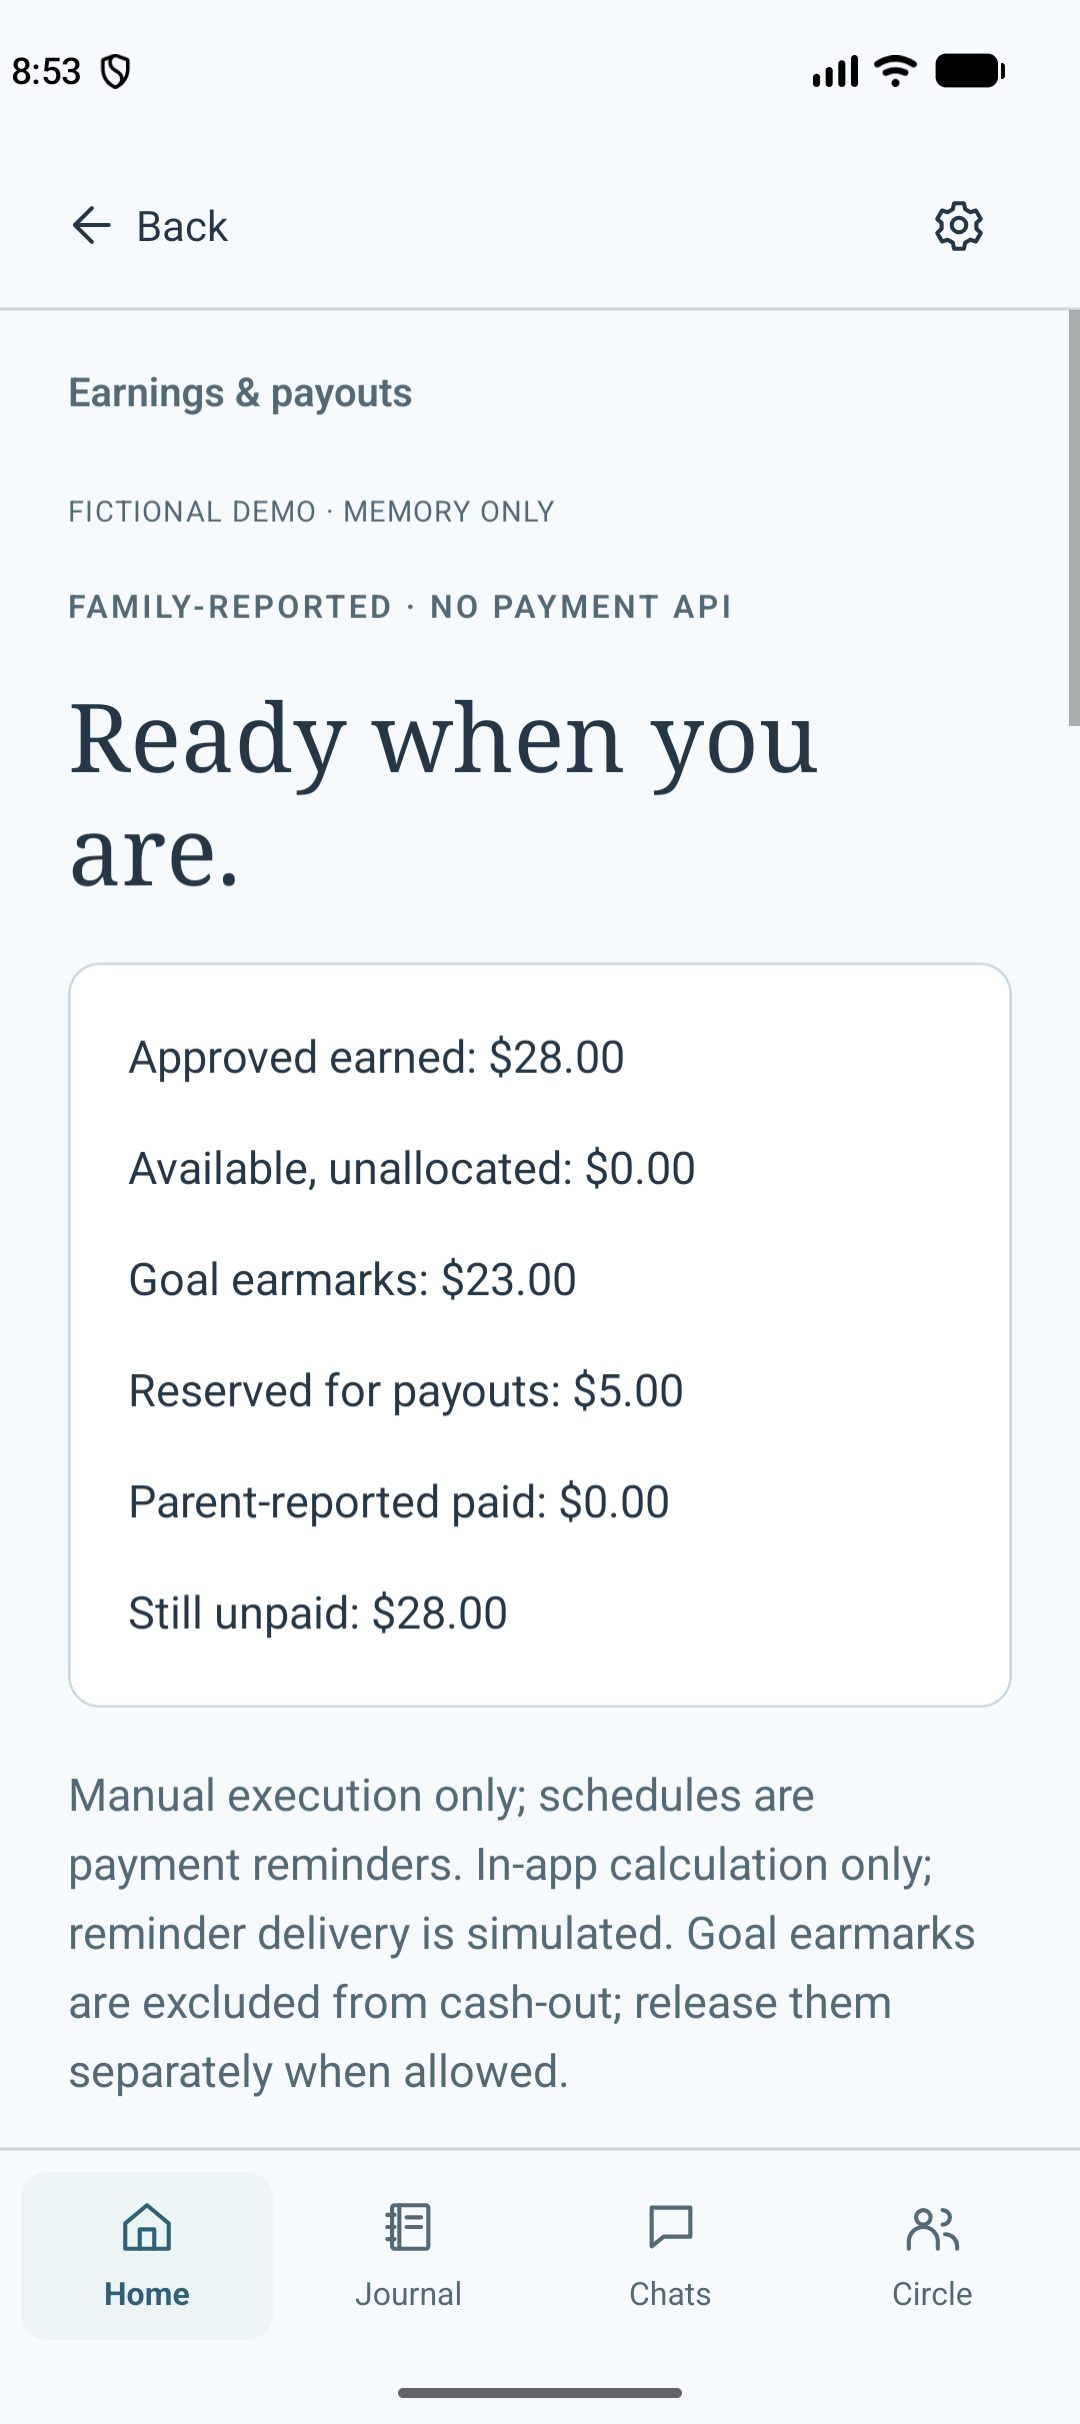 8:53
Back
Earnings & payouts
FICTIONAL DEMO · MEMORY ONLY
FAMILY-REPORTED · NO PAYMENT API
Ready when you
are.
Approved earned: $28.00
Available, unallocated: $0.00
Goal earmarks: $23.00
Reserved for payouts: $5.00
Parent-reported paid: $0.00
Still unpaid: $28.00
Manual execution only; schedules are
payment reminders. In-app calculation only;
reminder delivery is simulated. Goal earmarks
are excluded from cash-out; release them
separately when allowed.
Home
Journal
Chats
Circle